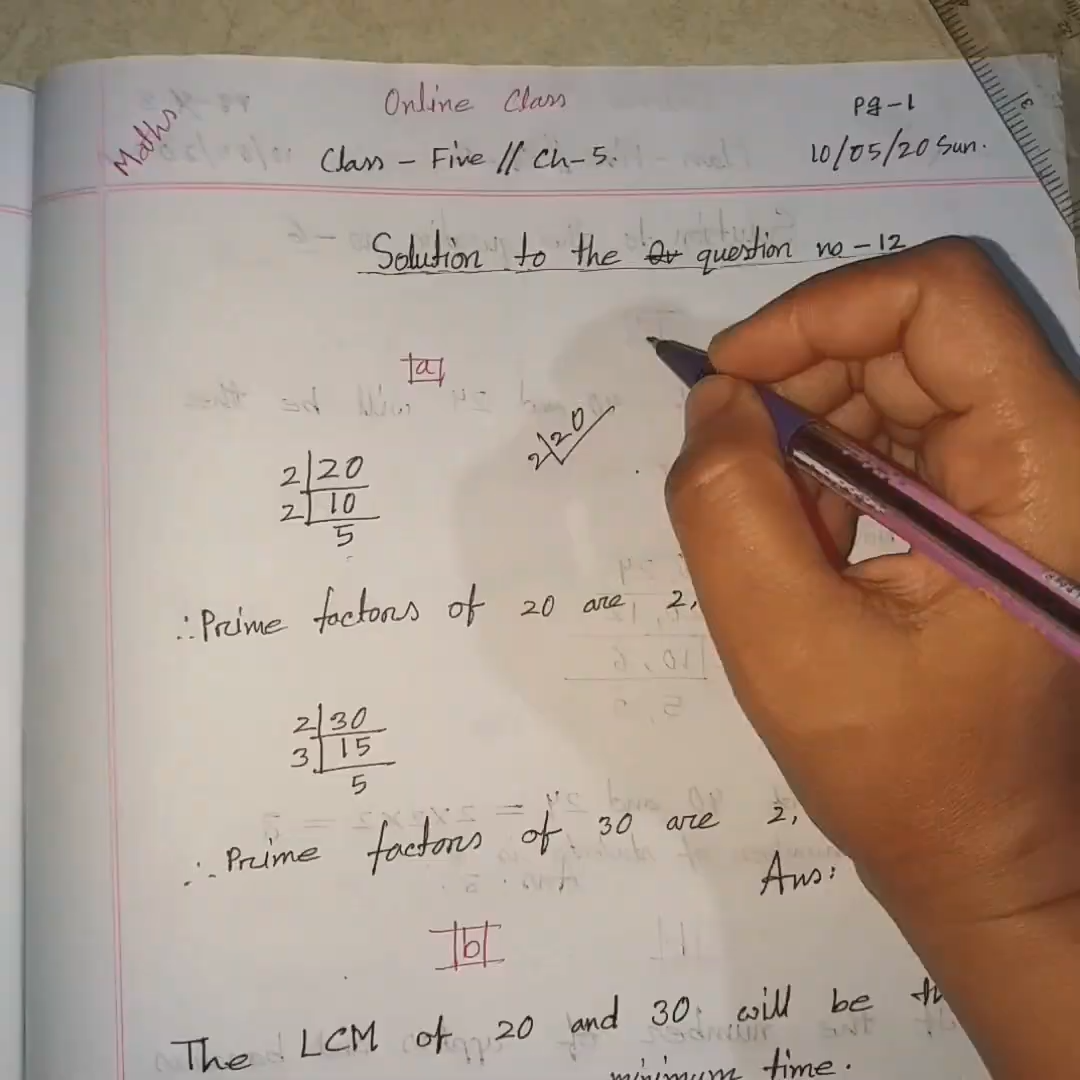 Maths
Online Class
Pg-1
Class - Five // Ch-5.
10/05/20 Sun.
Solution to the question no-12
a
2 20
2 20
2 10
5
∴ Prime factors of 20 are 2,
2 30
3 15
5
∴ Prime factors of 30 are 2,
Ans:
b
The LCM of 20 and 30 will be
minimum time.